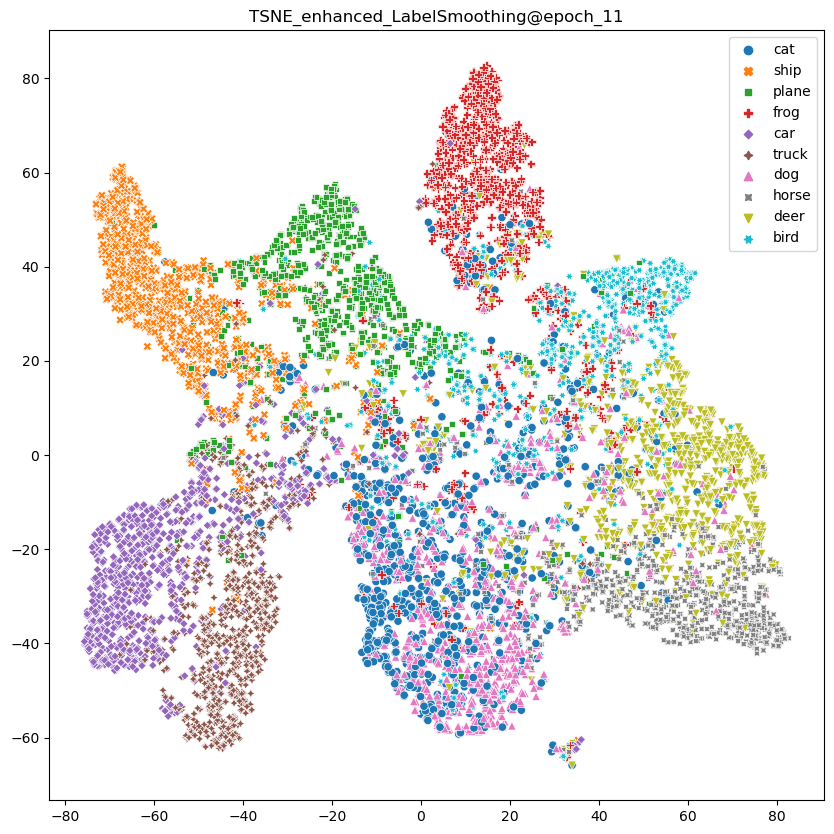 TSNE_enhanced_LabelSmoothing@epoch_11
cat
ship
plane
frog
car
truck
dog
horse
deer
bird
80
60
40
20
0
−20
−40
−60
−80 −60 −40 −20 0 20 40 60 80